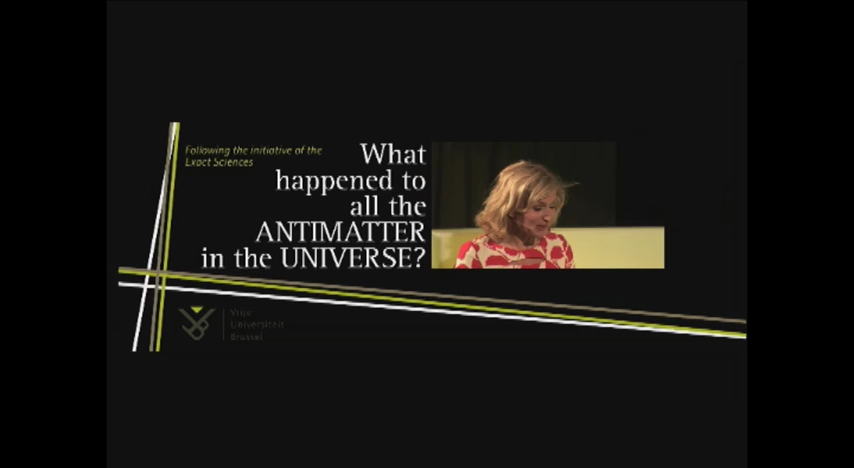 Following the initiative of the
Exact Sciences
What
happened to
all the
ANTIMATTER
in the UNIVERSE?
Vrije
Universiteit
Brussel